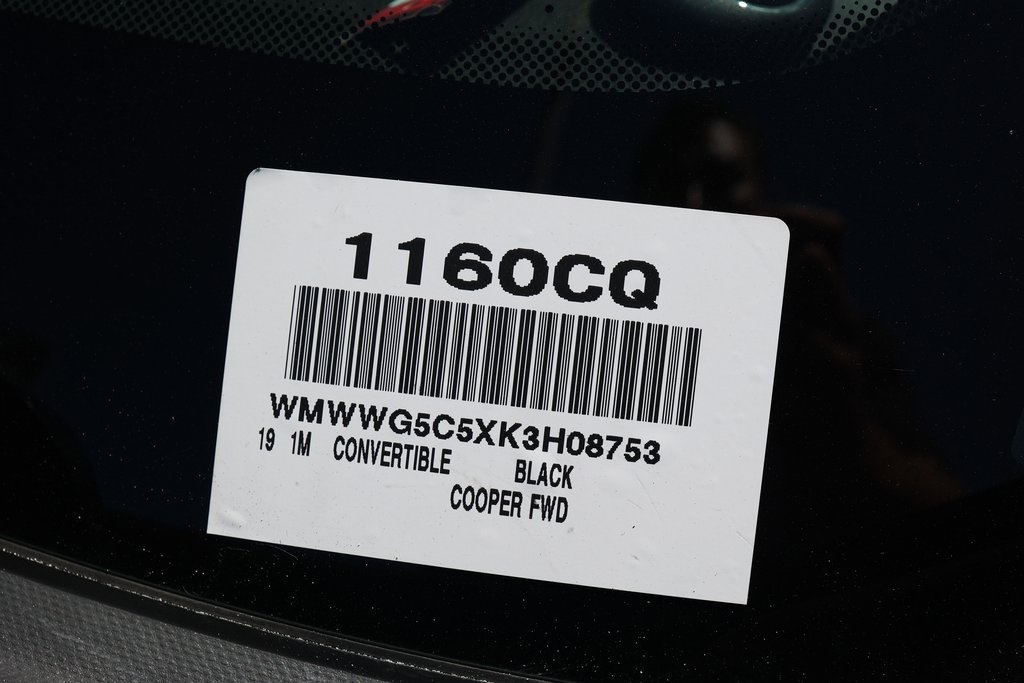 1160CQ
WMWWG5C5XK3H08753
19 1M CONVERTIBLE BLACK
COOPER FWD